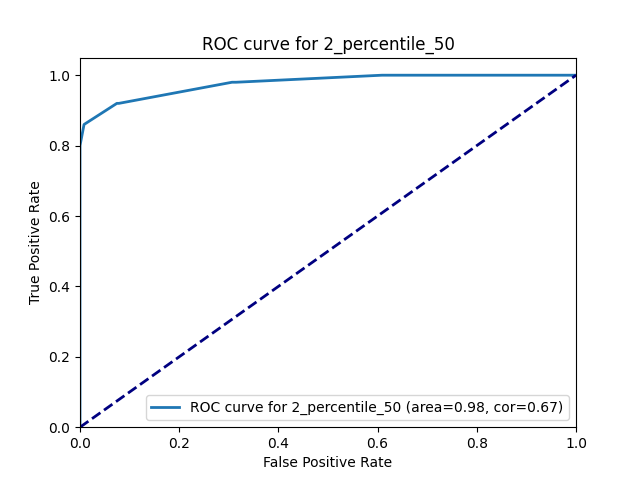 ROC curve for 2_percentile_50
1.0
0.8
0.6
0.4
0.2
0.0
True Positive Rate
ROC curve for 2_percentile_50 (area=0.98, cor=0.67)
0.0 0.2 0.4 0.6 0.8 1.0
False Positive Rate